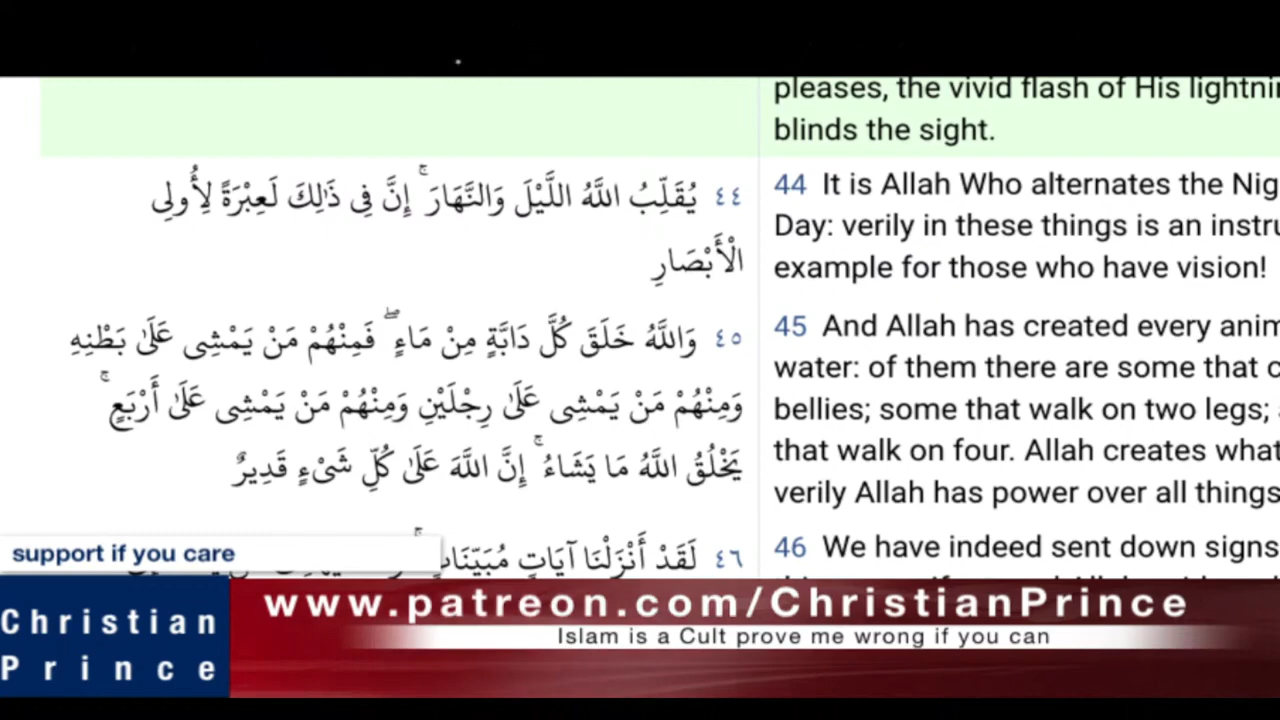 pleases, the vivid flash of His
blinds the sight.
٤٤ يُقَلِّبُ اللَّهُ اللَّيْلَ وَالنَّهَارَ ۚ إِنَّ فِى ذَٰلِكَ لَعِبْرَةً لِأُولِى
الْأَبْصَارِ
44 It is Allah Who alternates the
Day: verily in these things is an
example for those who have vision!
٤٥ وَاللَّهُ خَلَقَ كُلَّ دَابَّةٍ مِنْ مَاءٍ ۖ فَمِنْهُمْ مَنْ يَمْشِى عَلَىٰ بَطْنِهِ
وَمِنْهُمْ مَنْ يَمْشِى عَلَىٰ رِجْلَيْنِ وَمِنْهُمْ مَنْ يَمْشِى عَلَىٰ أَرْبَعٍ ۚ
يَخْلُقُ اللَّهُ مَا يَشَاءُ ۚ إِنَّ اللَّهَ عَلَىٰ كُلِّ شَىْءٍ قَدِيرٌ
45 And Allah has created every
water: of them there are some that
bellies; some that walk on two legs;
that walk on four. Allah creates what
verily Allah has power over all things
٤٦ لَقَدْ أَنْزَلْنَا آيَاتٍ مُبَيِّنَاتٍ ۚ
46 We have indeed sent down signs
support if you care
Christian
Prince
www.patreon.com/ChristianPrince
Islam is a Cult prove me wrong if you can